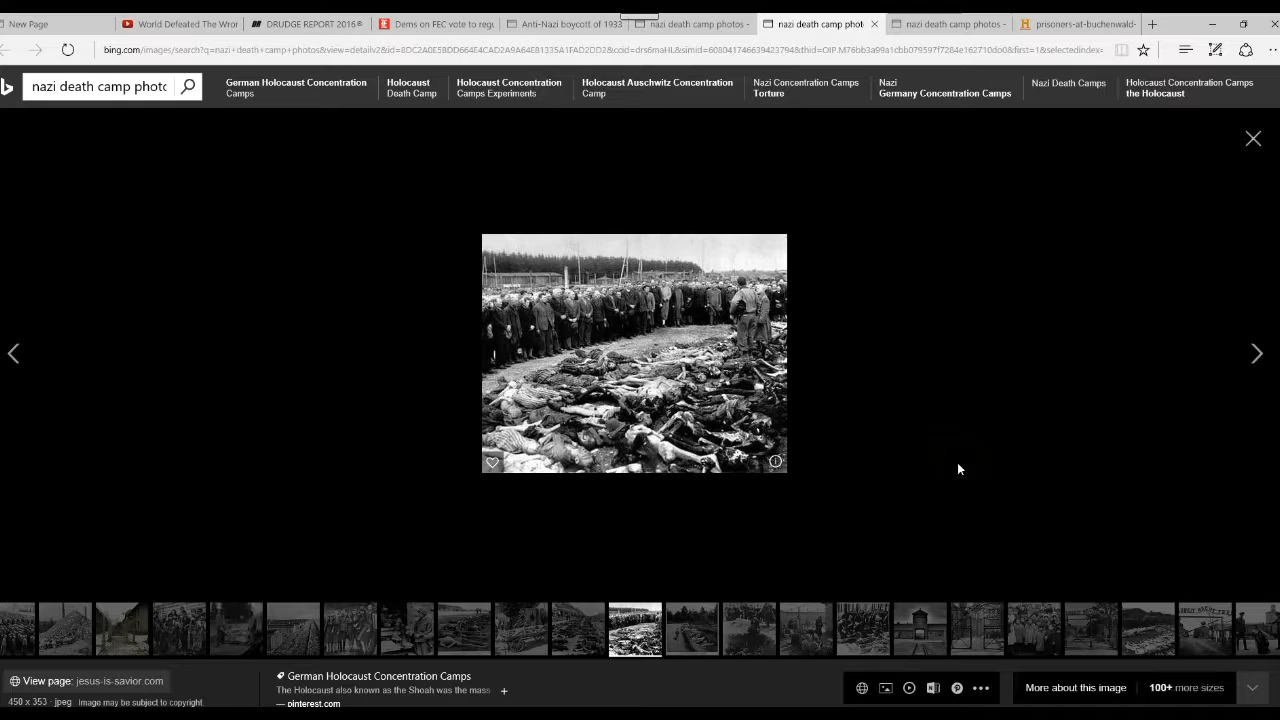 New Page
World Defeated The Wror
DRUDGE REPORT 2016®
Dems on FEC vote to regu
Anti-Nazi boycott of 1933
nazi death camp photos -
nazi death camp phot
nazi death camp photos -
prisoners-at-buchenwald-
nazi death camp photo
German Holocaust Concentration
Camps
Holocaust
Death Camp
Holocaust Concentration
Camps Experiments
Holocaust Auschwitz Concentration
Camp
Nazi Concentration Camps
Torture
Nazi
Germany Concentration Camps
Nazi Death Camps
Holocaust Concentration Camps
the Holocaust
View page: jesus-is-savior.com
450 x 353 · jpeg Image may be subject to copyright.
German Holocaust Concentration Camps
The Holocaust also known as the Shoah was the mass
— pinterest.com
More about this image
100+ more sizes